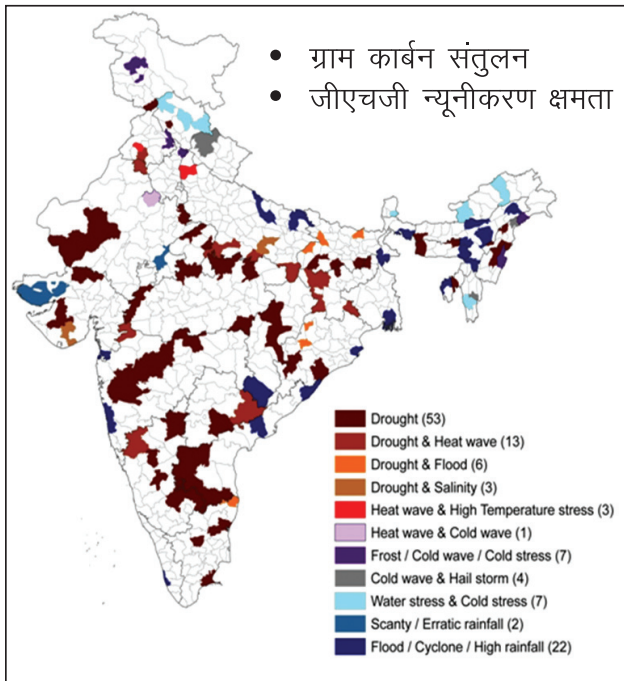 • ग्राम कार्बन संतुलन
• जीएचजी न्यूनीकरण क्षमता
Drought (53)
Drought & Heat wave (13)
Drought & Flood (6)
Drought & Salinity (3)
Heat wave & High Temperature stress (3)
Heat wave & Cold wave (1)
Frost / Cold wave / Cold stress (7)
Cold wave & Hail storm (4)
Water stress & Cold stress (7)
Scanty / Erratic rainfall (2)
Flood / Cyclone / High rainfall (22)